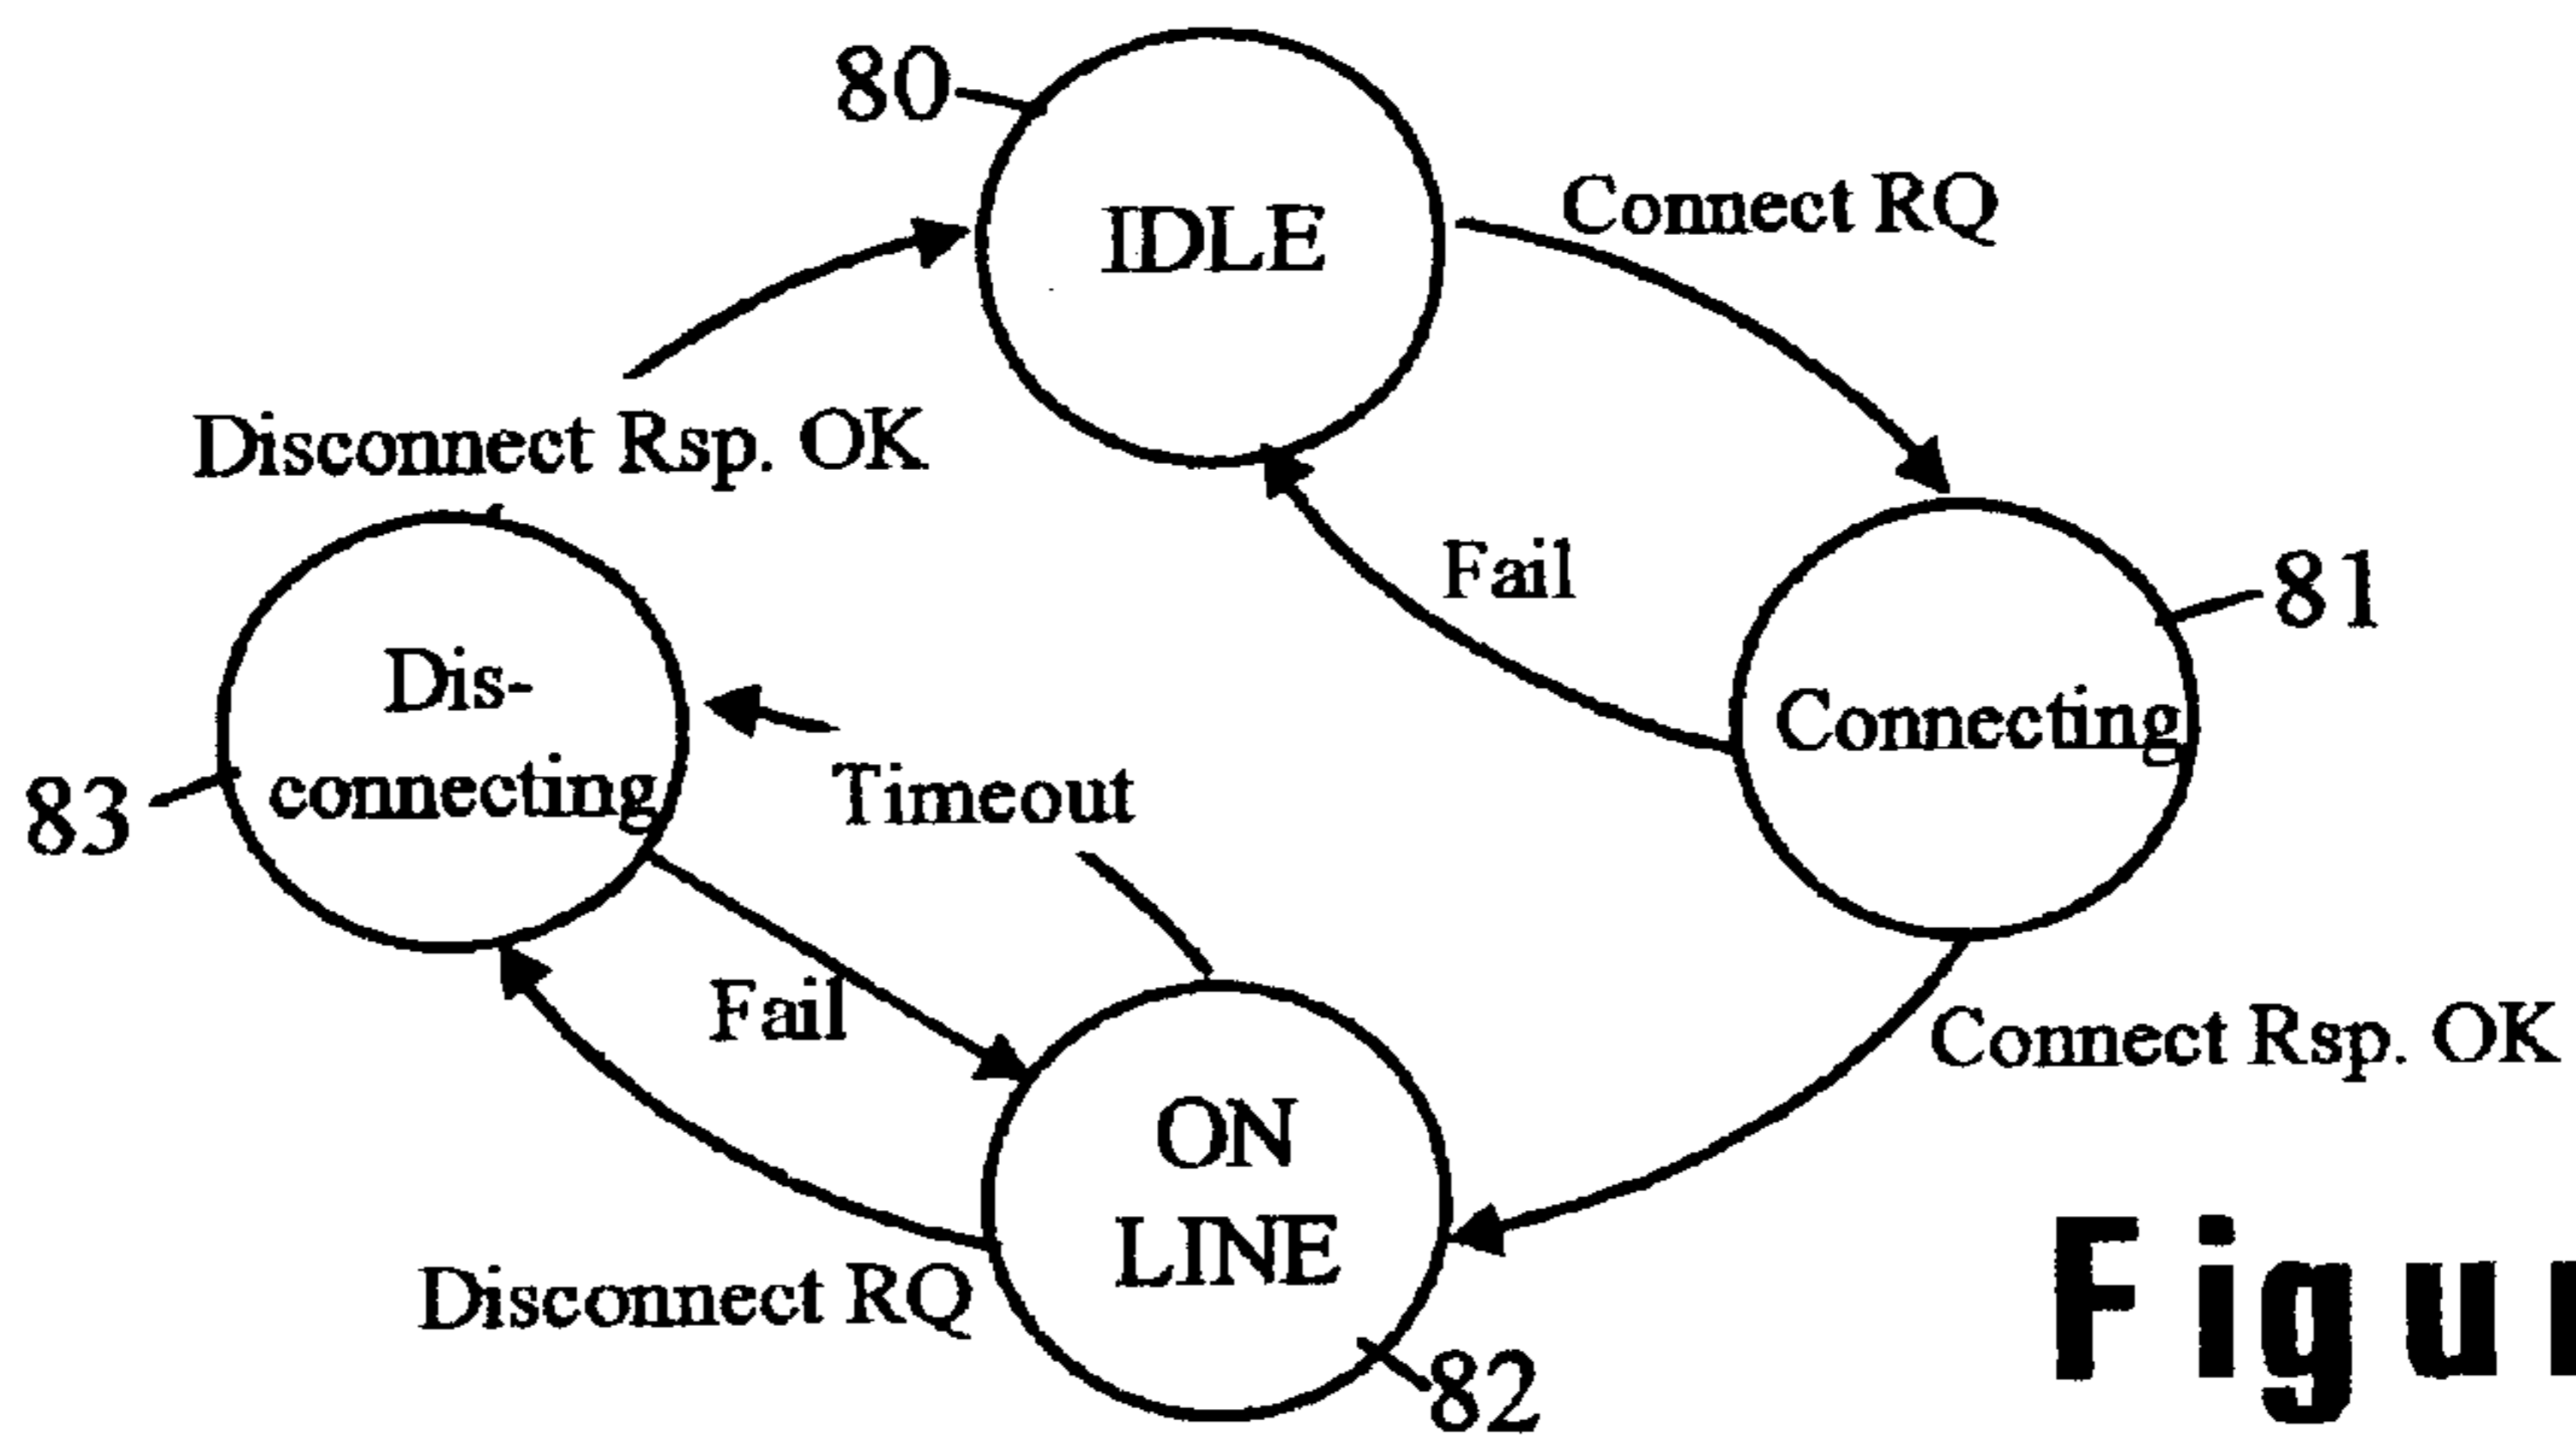 80
IDLE
Connect RQ
Disconnect Rsp. OK
Fail
81
Dis-
connecting
Connecting
83
Timeout
Fail
Connect Rsp. OK
ON
LINE
Disconnect RQ
82
Figu